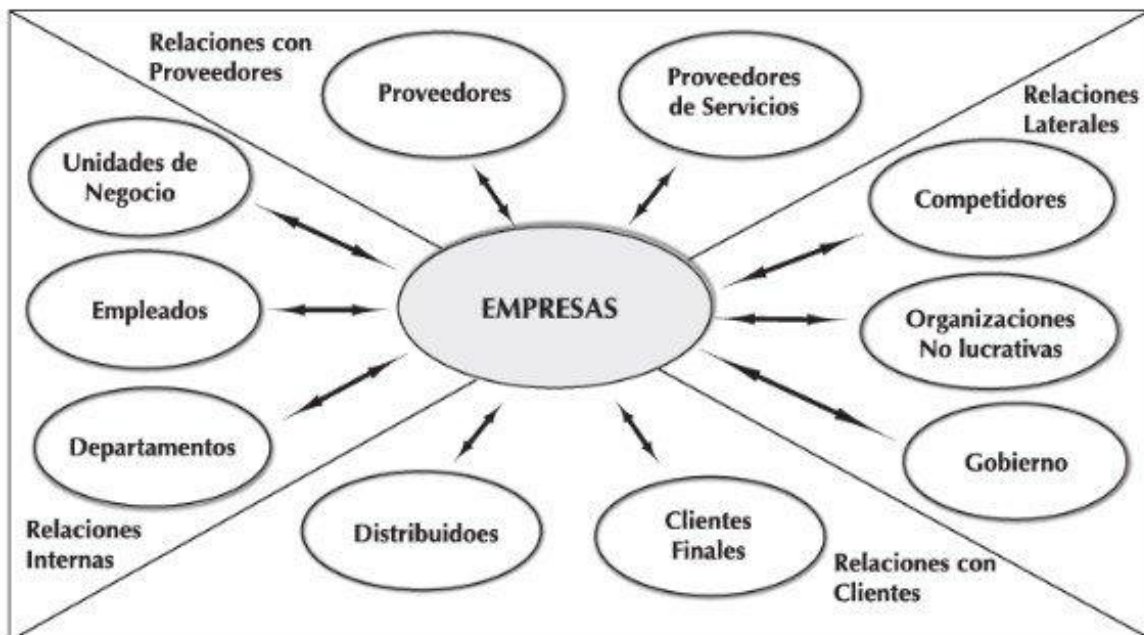 Relaciones con
Proveedores
Proveedores
Proveedores
de Servicios
Relaciones
Laterales
Unidades de
Negocio
Competidores
Empleados
EMPRESAS
Organizaciones
No lucrativas
Departamentos
Gobierno
Relaciones
Internas
Distribuidoes
Clientes
Finales
Relaciones con
Clientes